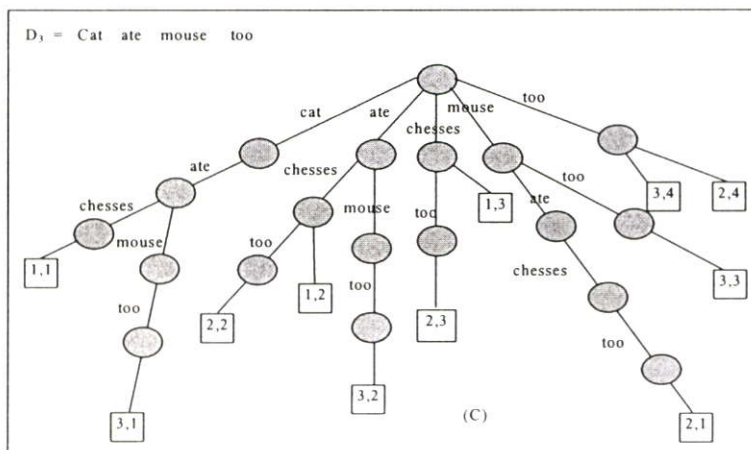 D₃ = Cat ate mouse too
cat ate mouse too
chesses
ate too
chesses
1,3 3,4 2,4
chesses mouse too ate
mouse
1,1 too too chesses 3,3
2,2 1,2 2,3
too too
3,1 3,2 (C) 2,1